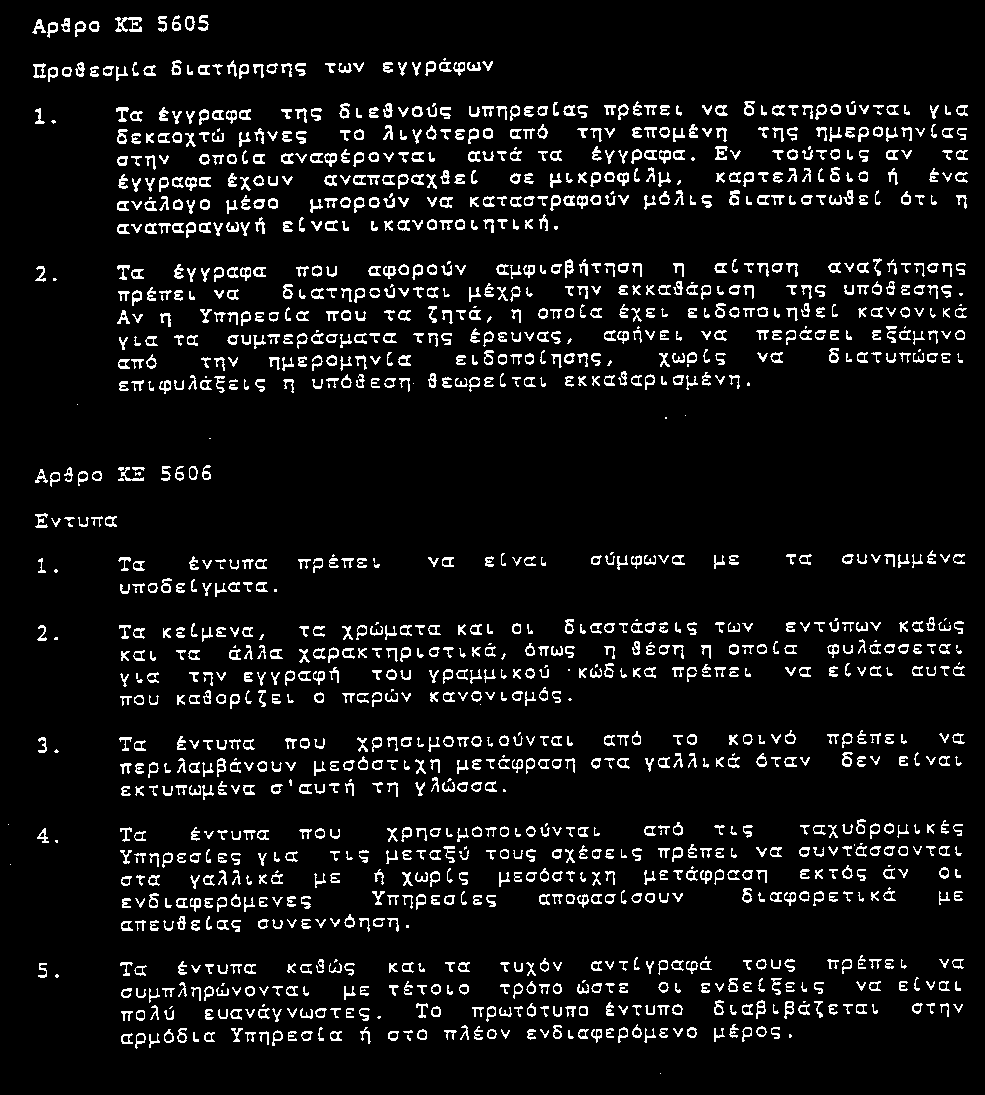 Αρθρο ΚΕ 5605
Προθεσμία διατήρησης των εγγράφων
1. Τα έγγραφα της διεθνούς υπηρεσίας πρέπει να διατηρούνται για
δεκαοχτώ μήνες το λιγότερο από την επομένη της ημερομηνίας
στην οποία αναφέρονται αυτά τα έγγραφα. Εν τούτοις αν τα
έγγραφα έχουν αναπαραχθεί σε μικροφίλμ, καρτελλίδιο ή ένα
ανάλογο μέσο μπορούν να καταστραφούν μόλις διαπιστωθεί ότι η
αναπαραγωγή είναι ικανοποιητική.
2. Τα έγγραφα που αφορούν αμφισβήτηση η αίτηση αναζήτησης
πρέπει να διατηρούνται μέχρι την εκκαθάριση της υπόθεσης.
Αν η Υπηρεσία που τα ζητά, η οποία έχει ειδοποιηθεί κανονικά
για τα συμπεράσματα της έρευνας, αφήνει να περάσει εξάμηνο
από την ημερομηνία ειδοποίησης, χωρίς να διατυπώσει
επιφυλάξεις η υπόθεση θεωρείται εκκαθαρισμένη.
Αρθρο ΚΕ 5606
Εντυπα
1. Τα έντυπα πρέπει να είναι σύμφωνα με τα συνημμένα
υποδείγματα.
2. Τα κείμενα, τα χρώματα και οι διαστάσεις των εντύπων καθώς
και τα άλλα χαρακτηριστικά, όπως η θέση η οποία φυλάσσεται
για την εγγραφή του γραμμικού κώδικα πρέπει να είναι αυτά
που καθορίζει ο παρών κανονισμός.
3. Τα έντυπα που χρησιμοποιούνται από το κοινό πρέπει να
περιλαμβάνουν μεσόστιχη μετάφραση στα γαλλικά όταν δεν είναι
εκτυπωμένα σ'αυτή τη γλώσσα.
4. Τα έντυπα που χρησιμοποιούνται από τις ταχυδρομικές
Υπηρεσίες για τις μεταξύ τους σχέσεις πρέπει να συντάσσονται
στα γαλλικά με ή χωρίς μεσόστιχη μετάφραση εκτός άν οι
ενδιαφερόμενες Υπηρεσίες αποφασίσουν διαφορετικά με
απευθείας συνεννόηση.
5. Τα έντυπα καθώς και τα τυχόν αντίγραφά τους πρέπει να
συμπληρώνονται με τέτοιο τρόπο ώστε οι ενδείξεις να είναι
πολύ ευανάγνωστες. Το πρωτότυπο έντυπο διαβιβάζεται στην
αρμόδια Υπηρεσία ή στο πλέον ενδιαφερόμενο μέρος.